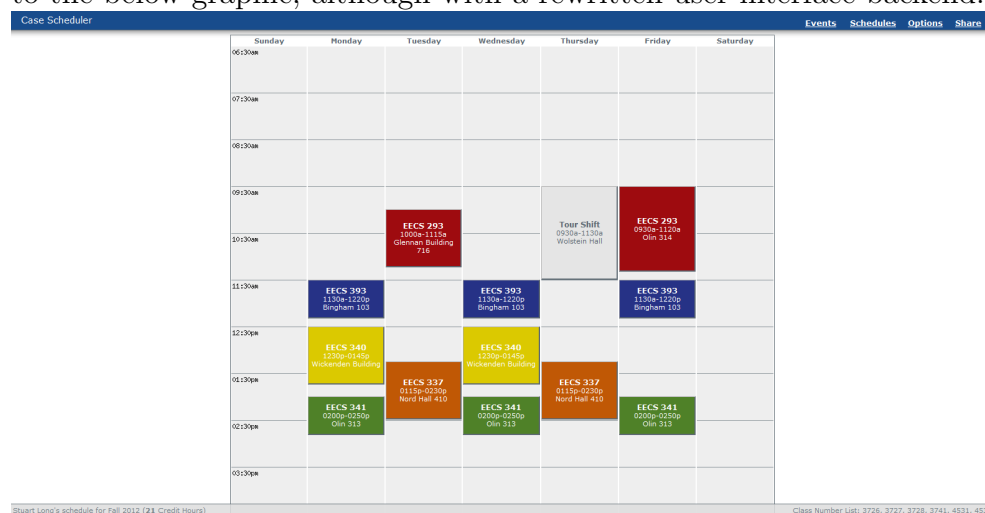 to the below graphic, although with a rewritten user interface backend.
Case Scheduler
Events Schedules Options Share
Sunday Monday Tuesday Wednesday Thursday Friday Saturday
06:30am
07:30am
08:30am
09:30am
EECS 293
1000a-1115a
Glennan Building
716
Tour Shift
0930a-1130a
Wolstein Hall
EECS 293
0930a-1120a
Olin 314
10:30am
11:30am
EECS 393
1130a-1220p
Bingham 103
EECS 393
1130a-1220p
Bingham 103
EECS 393
1130a-1220p
Bingham 103
12:30pm
EECS 340
1230p-0145p
Wickenden Building
EECS 340
1230p-0145p
Wickenden Building
01:30pm
EECS 337
0115p-0230p
Nord Hall 410
EECS 337
0115p-0230p
Nord Hall 410
EECS 341
0200p-0250p
Olin 313
EECS 341
0200p-0250p
Olin 313
EECS 341
0200p-0250p
Olin 313
02:30pm
03:30pm
Stuart Long's schedule for Fall 2012 (21 Credit Hours)
Class Number List: 3726, 3727, 3728, 3741, 4531,